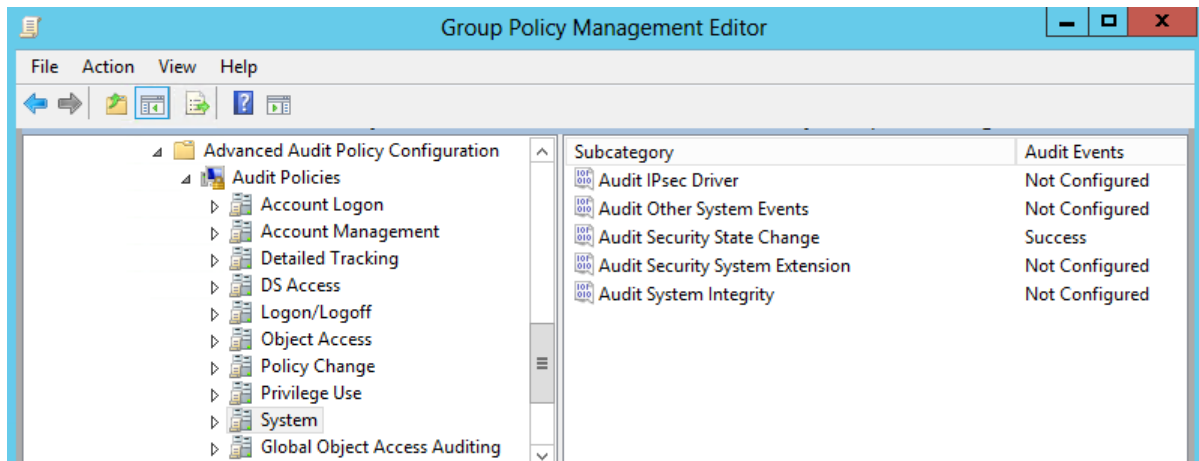 Group Policy Management Editor
File Action View Help
Advanced Audit Policy Configuration
Audit Policies
Account Logon
Account Management
Detailed Tracking
DS Access
Logon/Logoff
Object Access
Policy Change
Privilege Use
System
Global Object Access Auditing
Subcategory Audit Events
Audit IPsec Driver Not Configured
Audit Other System Events Not Configured
Audit Security State Change Success
Audit Security System Extension Not Configured
Audit System Integrity Not Configured